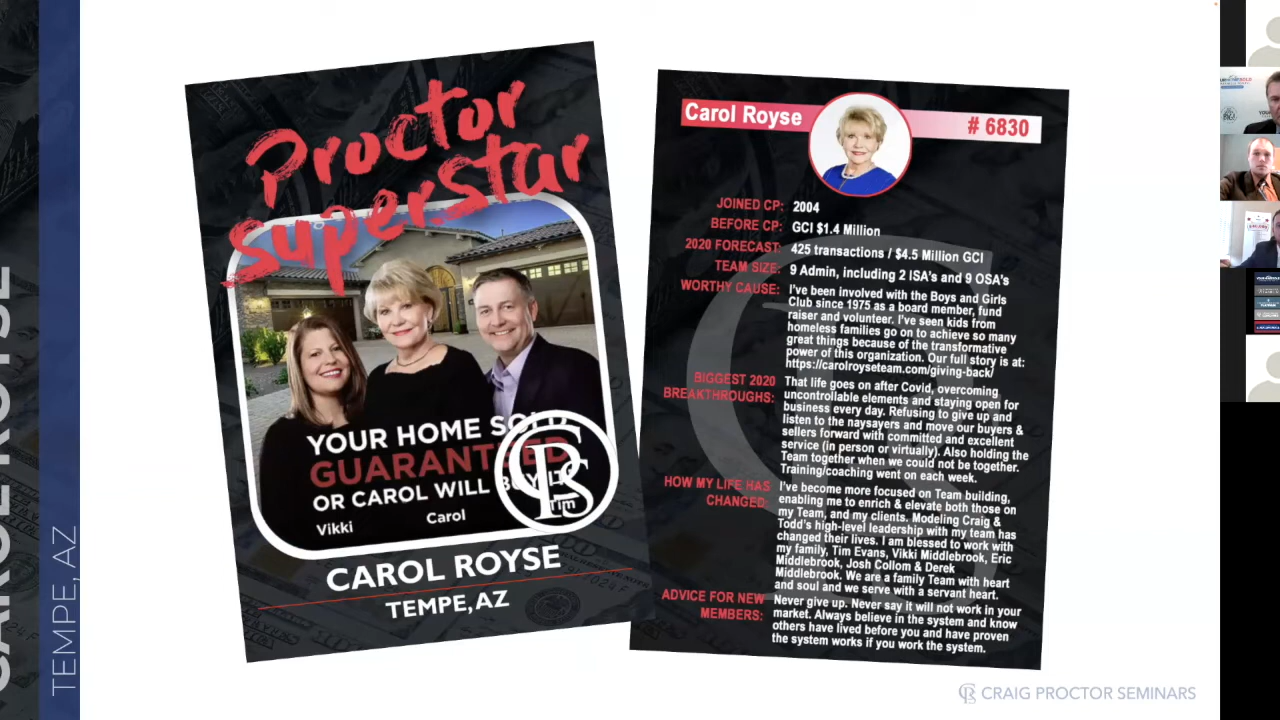 CAROL ROYSE
TEMPE, AZ
Proctor
superstar
YOUR HOME SOLD
GUARANTEED
OR CAROL WILL BUY IT
Vikki
Carol
Tim
CPS
CAROL ROYSE
TEMPE, AZ
Carol Royse
# 6830
JOINED CP: 2004
BEFORE CP: GCI $1.4 Million
2020 FORECAST: 425 transactions / $4.5 Million GCI
TEAM SIZE: 9 Admin, including 2 ISA's and 9 OSA's
WORTHY CAUSE: I've been involved with the Boys and Girls
Club since 1975 as a board member, fund
raiser and volunteer. I've seen kids from
homeless families go on to achieve so many
great things because of the transformative
power of this organization. Our full story is at:
https://carolroyseteam.com/giving-back/
BIGGEST 2020 That life goes on after Covid, overcoming
BREAKTHROUGHS: uncontrollable elements and staying open for
business every day. Refusing to give up and
listen to the naysayers and move our buyers &
sellers forward with committed and excellent
service (in person or virtually). Also holding the
Team together when we could not be together.
Training/coaching went on each week.
HOW MY LIFE HAS I've become more focused on Team building,
CHANGED: enabling me to enrich & elevate both those on
my Team, and my clients. Modeling Craig &
Todd's high-level leadership with my team has
changed their lives. I am blessed to work with
my family, Tim Evans, Vikki Middlebrook, Eric
Middlebrook, Josh Collom & Derek
Middlebrook. We are a family Team with heart
and soul and we serve with a servant heart.
ADVICE FOR NEW Never give up. Never say it will not work in your
MEMBERS: market. Always believe in the system and know
others have lived before you and have proven
the system works if you work the system.
CRAIG PROCTOR SEMINARS